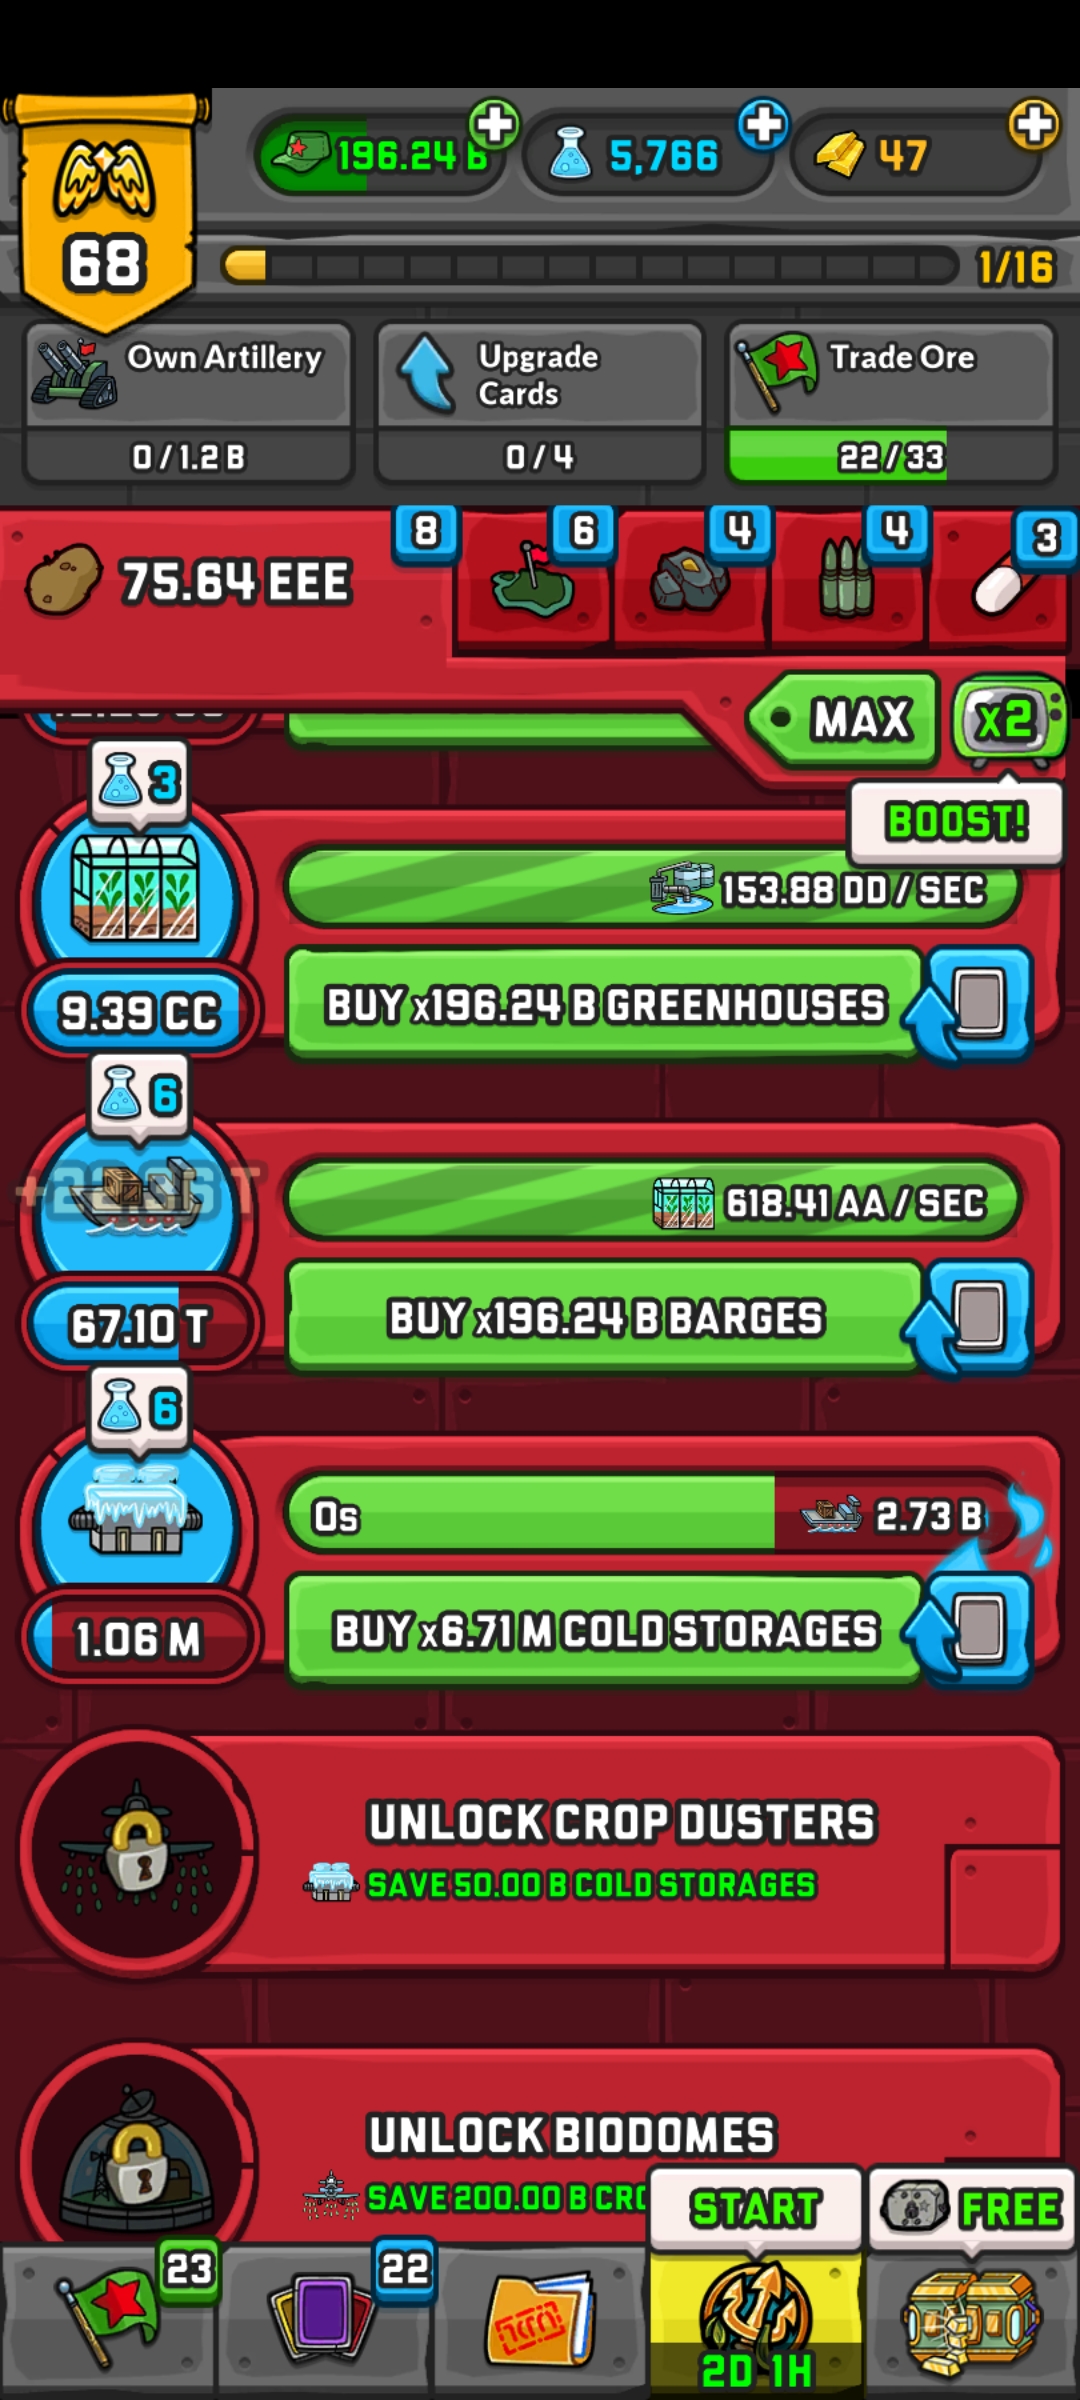 196.24 B
5,766
47
68
1/16
Own Artillery
0 / 1.2 B
Upgrade
Cards
0 / 4
Trade Ore
22 / 33
75.64 EEE
8
6
4
4
3
MAX
x2
BOOST!
3
153.88 DD / SEC
9.39 CC
BUY x196.24 B GREENHOUSES
6
618.41 AA / SEC
67.10 T
BUY x196.24 B BARGES
6
0s
2.73 B
1.06 M
BUY x6.71 M COLD STORAGES
UNLOCK CROP DUSTERS
SAVE 50.00 B COLD STORAGES
UNLOCK BIODOMES
SAVE 200.00 B CRO
START
FREE
23
22
2D 1H